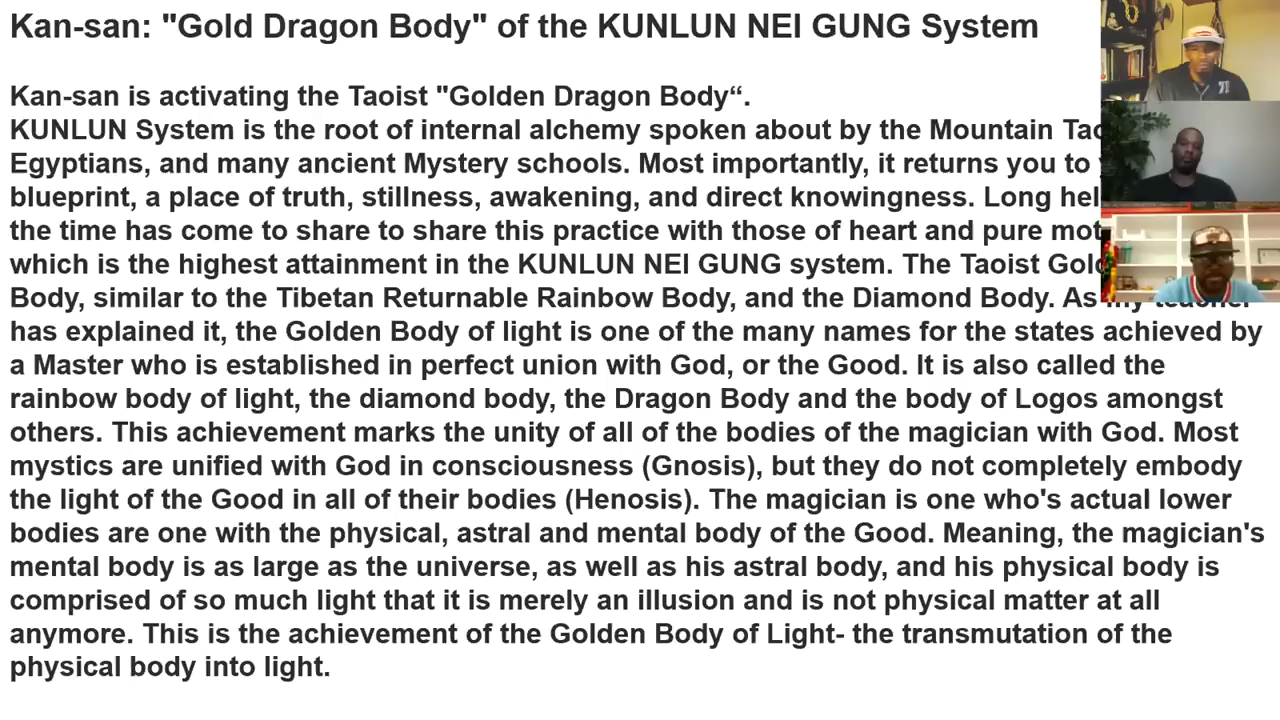 Kan-san: "Gold Dragon Body" of the KUNLUN NEI GUNG System
Kan-san is activating the Taoist "Golden Dragon Body“.
KUNLUN System is the root of internal alchemy spoken about by the Mountain
Egyptians, and many ancient Mystery schools. Most importantly, it returns you to
blueprint, a place of truth, stillness, awakening, and direct knowingness. Long
the time has come to share to share this practice with those of heart and pure
which is the highest attainment in the KUNLUN NEI GUNG system. The Taoist
Body, similar to the Tibetan Returnable Rainbow Body, and the Diamond Body. As my teacher
has explained it, the Golden Body of light is one of the many names for the states achieved by
a Master who is established in perfect union with God, or the Good. It is also called the
rainbow body of light, the diamond body, the Dragon Body and the body of Logos amongst
others. This achievement marks the unity of all of the bodies of the magician with God. Most
mystics are unified with God in consciousness (Gnosis), but they do not completely embody
the light of the Good in all of their bodies (Henosis). The magician is one who's actual lower
bodies are one with the physical, astral and mental body of the Good. Meaning, the magician's
mental body is as large as the universe, as well as his astral body, and his physical body is
comprised of so much light that it is merely an illusion and is not physical matter at all
anymore. This is the achievement of the Golden Body of Light- the transmutation of the
physical body into light.